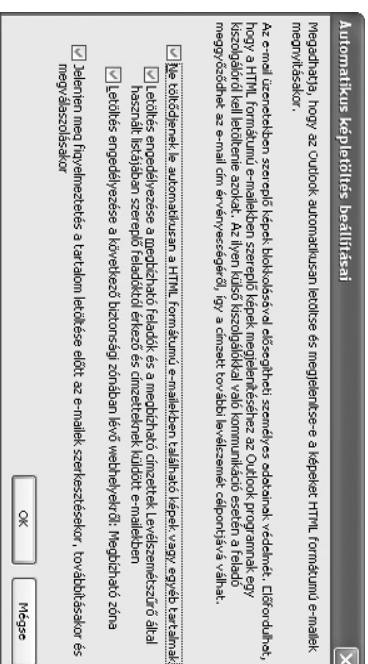 Automatikus képletöltés beállításai
Megadhatja, hogy az Outlook automatikusan letöltse és megjelenítse-e a képeket HTML formátumú e-mailek
megnyitásakor.
Az e-mail üzenetekben szereplő képek blokkolásával elősegítheti személyes adatainak védelmét. Előfordulhat,
hogy a HTML formátumú e-mailekben szereplő képek megjelenítéséhez az Outlook programnak egy
kiszolgálóról kell letöltenie azokat. Az ilyen külső kiszolgálókkal való kommunikáció esetén a feladó
meggyőződhet az e-mail cím érvényességéről, így a címzett további levélszemét célpontjává válhat.
Ne töltődjenek le automatikusan a HTML formátumú e-mailekben található képek vagy egyéb tartalmak
Letöltés engedélyezése a megbízható feladók és a megbízható címzettek Levélszemétszűrő által
használt listájában szereplő feladóktól érkező és címzetteknek küldött e-mailekben
Letöltés engedélyezése a következő biztonsági zónában lévő webhelyekről: Megbízható zóna
Jelenjen meg figyelmeztetés a tartalom letöltése előtt az e-mailek szerkesztésekor, továbbításakor és
megválaszolásakor
OK
Mégse